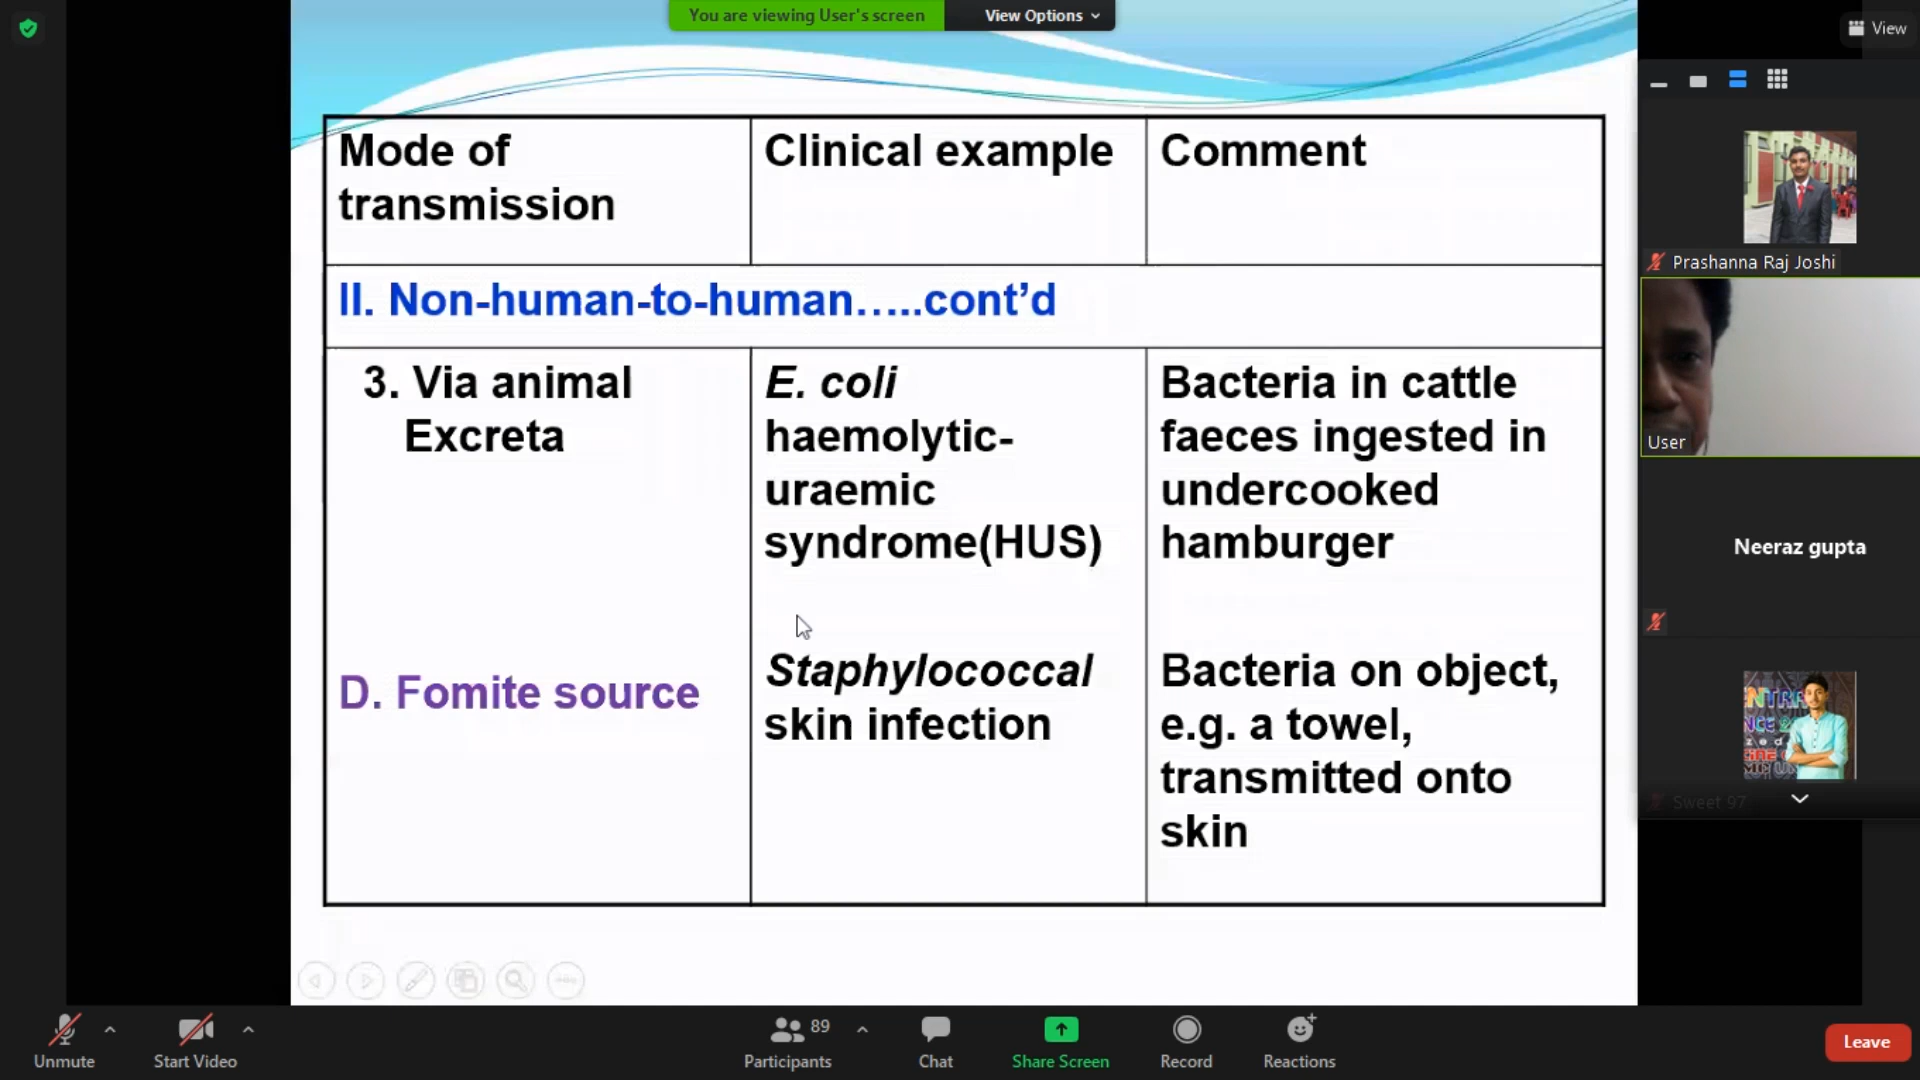 You are viewing User's screen
View Options
View
Mode of
transmission
Clinical example
Comment
II. Non-human-to-human…..cont’d
3. Via animal
Excreta
E. coli
haemolytic-
uraemic
syndrome(HUS)
Bacteria in cattle
faeces ingested in
undercooked
hamburger
D. Fomite source
Staphylococcal
skin infection
Bacteria on object,
e.g. a towel,
transmitted onto
skin
Prashanna Raj Joshi
User
Neeraz gupta
Sweet 97
Unmute
Start Video
89
Participants
Chat
Share Screen
Record
Reactions
Leave